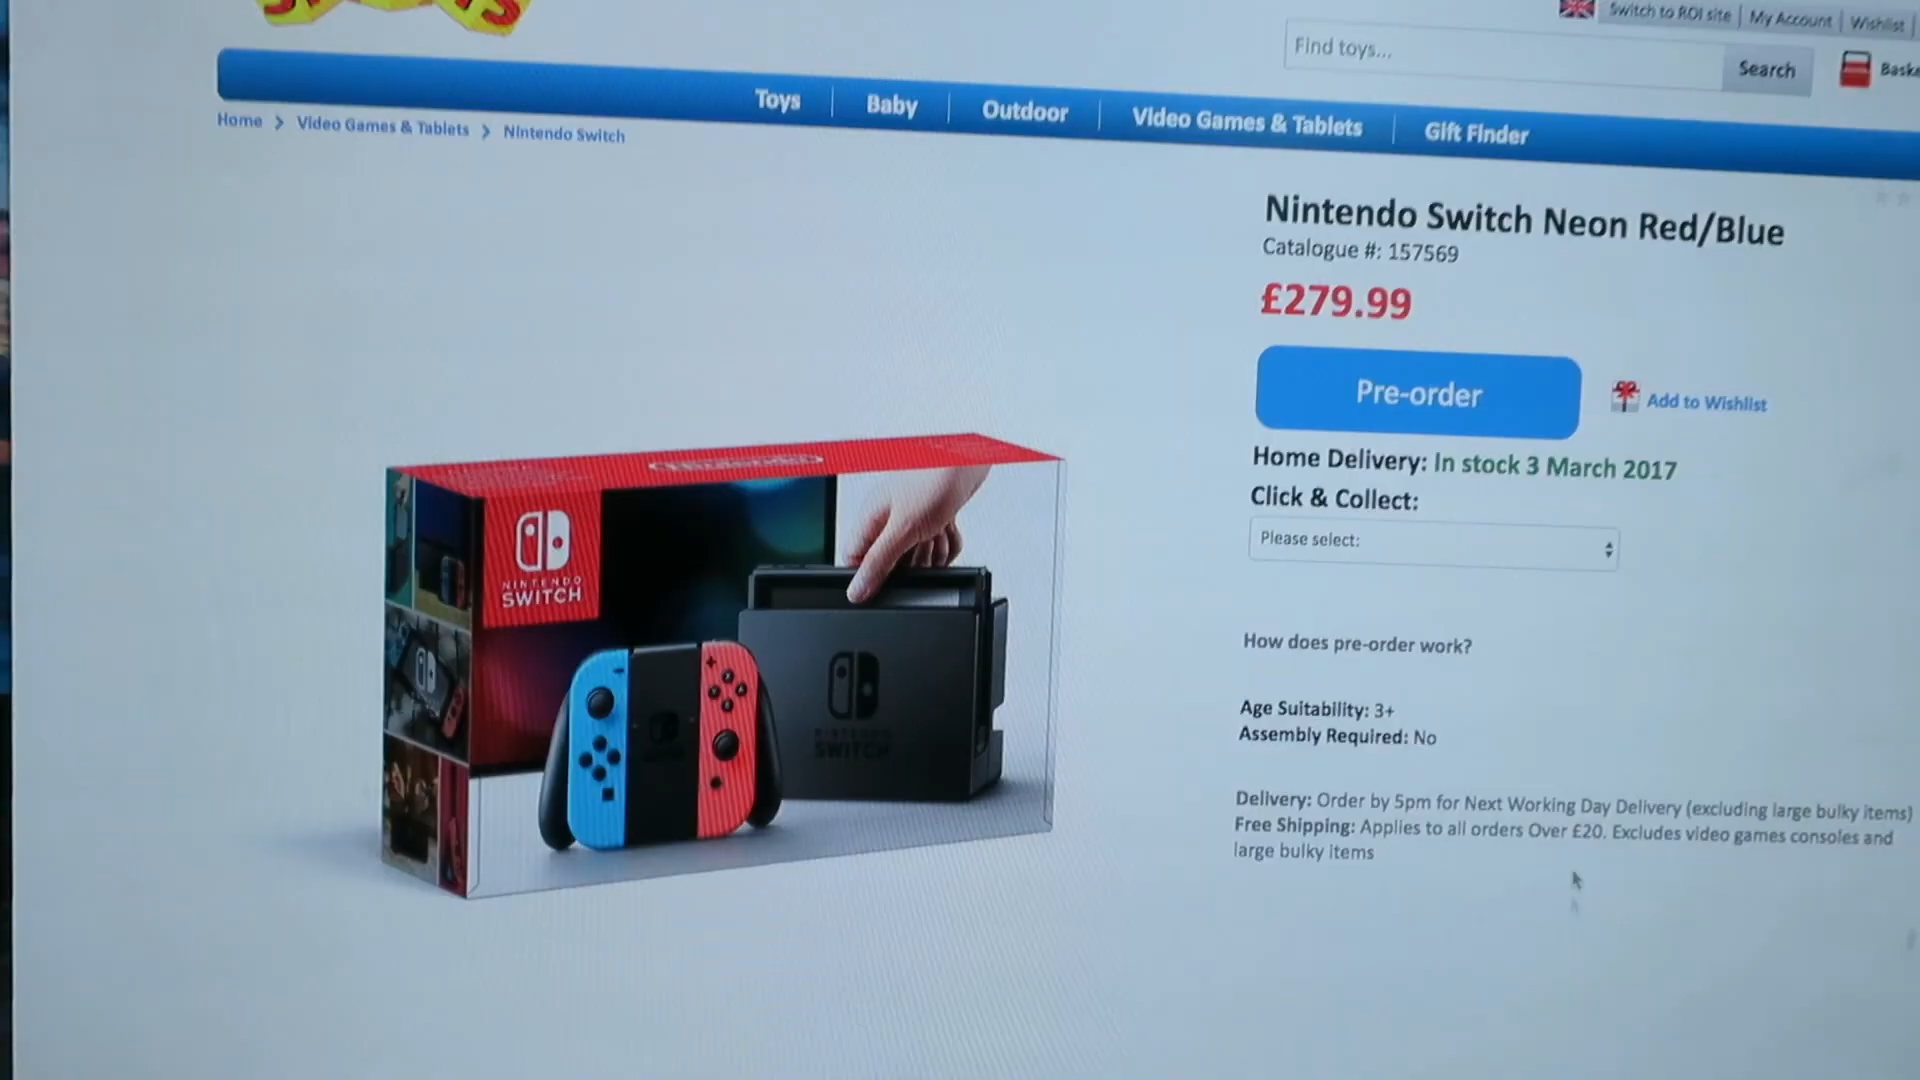 Switch to ROI site | My Account | Wishlist |
Find toys...
Search
Toys
Baby
Outdoor
Video Games & Tablets
Gift Finder
Home > Video Games & Tablets > Nintendo Switch
Nintendo Switch Neon Red/Blue
Catalogue #: 157569
£279.99
Pre-order
Add to Wishlist
Home Delivery: In stock 3 March 2017
Click & Collect:
Please select:
How does pre-order work?
Age Suitability: 3+
Assembly Required: No
Delivery: Order by 5pm for Next Working Day Delivery (excluding large bulky items)
Free Shipping: Applies to all orders Over £20. Excludes video games consoles and
large bulky items
Nintendo
NINTENDO
SWITCH
NINTENDO
SWITCH